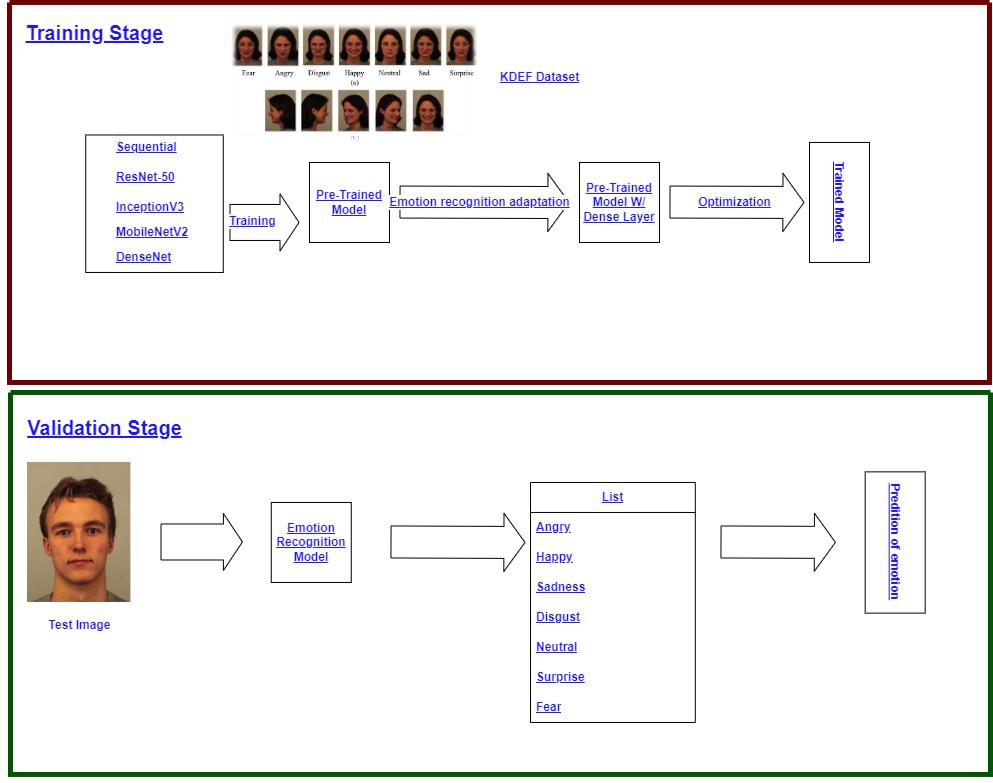 Training Stage
Fear Angry Disgust Happy Neutral Sad Surprise
(a)
KDEF Dataset
(b)
Sequential
ResNet-50
InceptionV3
MobileNetV2
DenseNet
Training
Pre-Trained
Model
Emotion recognition adaptation
Pre-Trained
Model W/
Dense Layer
Optimization
Trained Model
Validation Stage
Test Image
Emotion
Recognition
Model
List
Angry
Happy
Sadness
Disgust
Neutral
Surprise
Fear
Predition of emotion